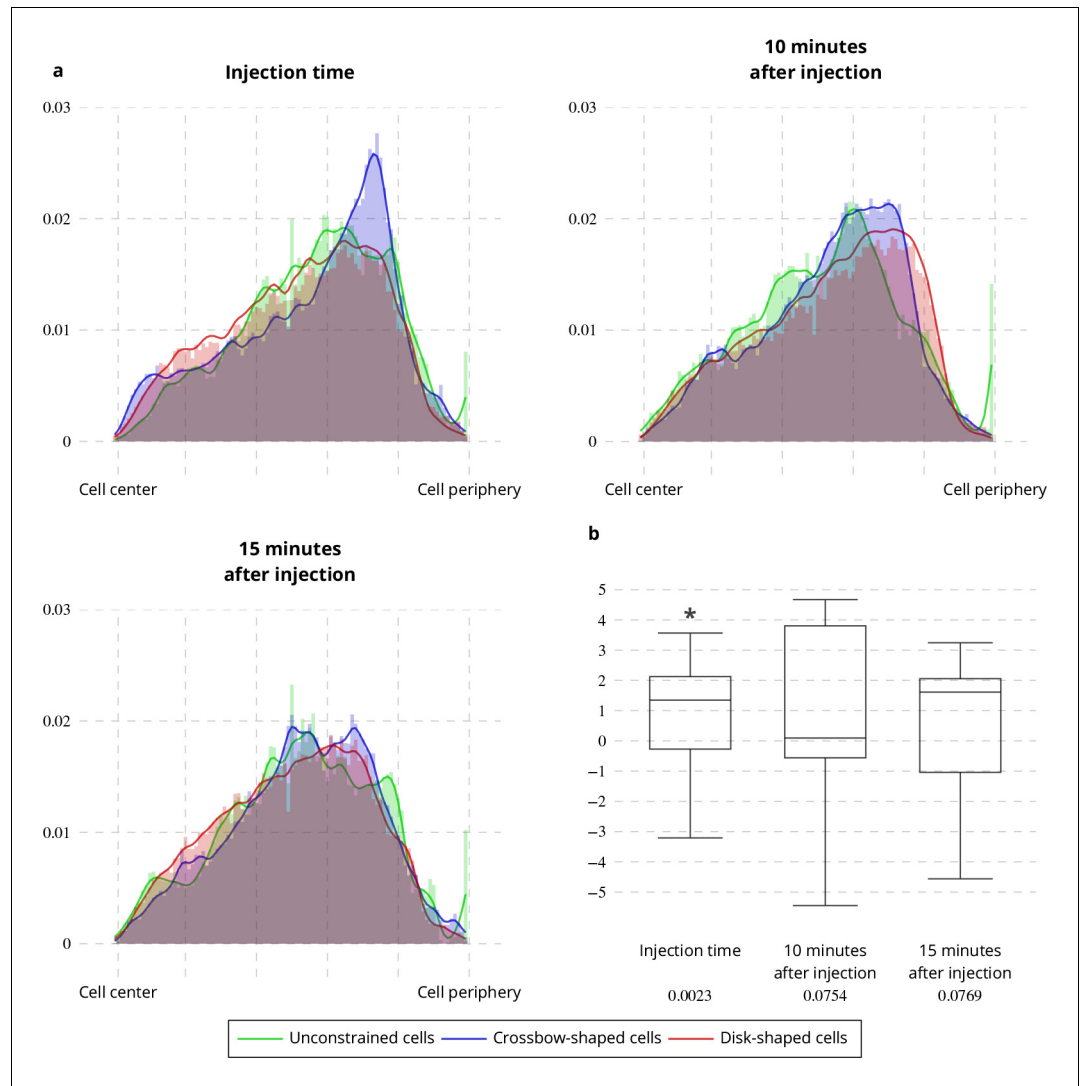 a
Injection time
0.03
0.02
0.01
0
Cell center
Cell periphery
10 minutes
after injection
0.03
0.02
0.01
0
Cell center
Cell periphery
15 minutes
after injection
0.03
0.02
0.01
0
Cell center
Cell periphery
b
5
4
3
2
1
0
−1
−2
−3
−4
−5
*
Injection time
0.0023
10 minutes
after injection
0.0754
15 minutes
after injection
0.0769
Unconstrained cells
Crossbow-shaped cells
Disk-shaped cells